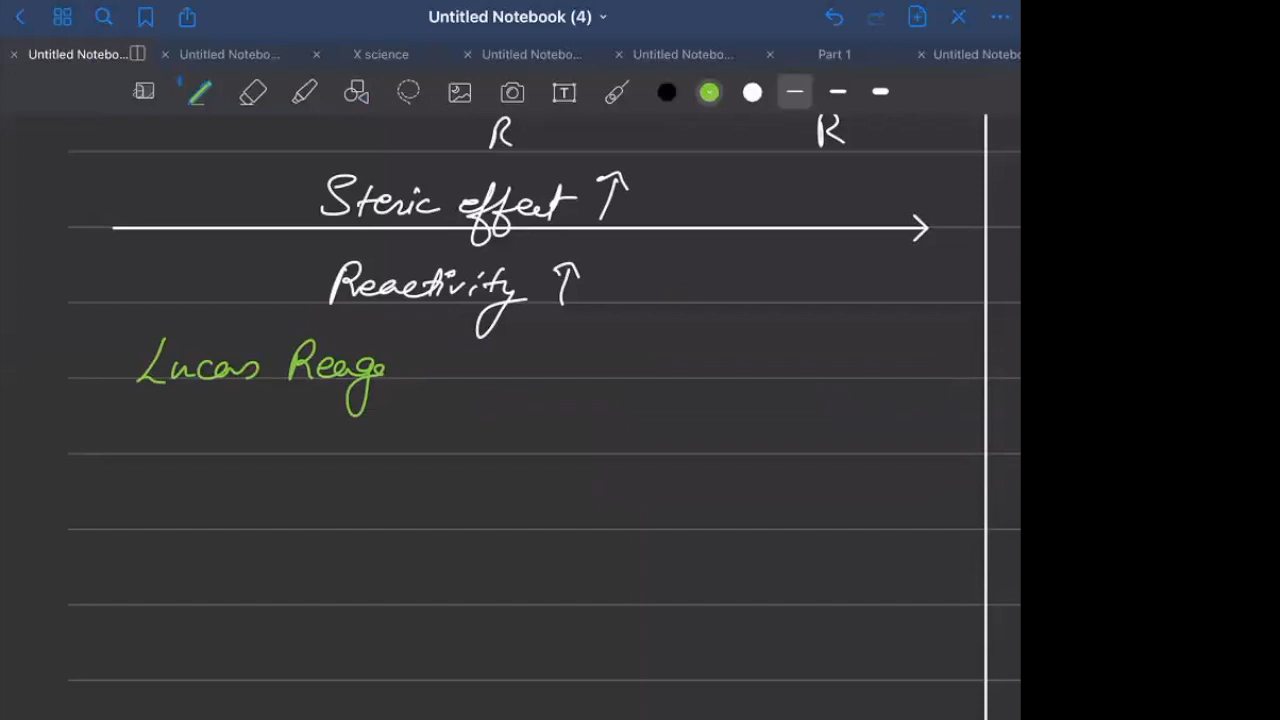 Untitled Notebook (4)
Untitled Notebo... Untitled Notebo... X science Untitled Notebo... Untitled Notebo... Part 1 Untitled Notebo
T
R R
Steric effect ↑
Reactivity ↑
Lucas Reage